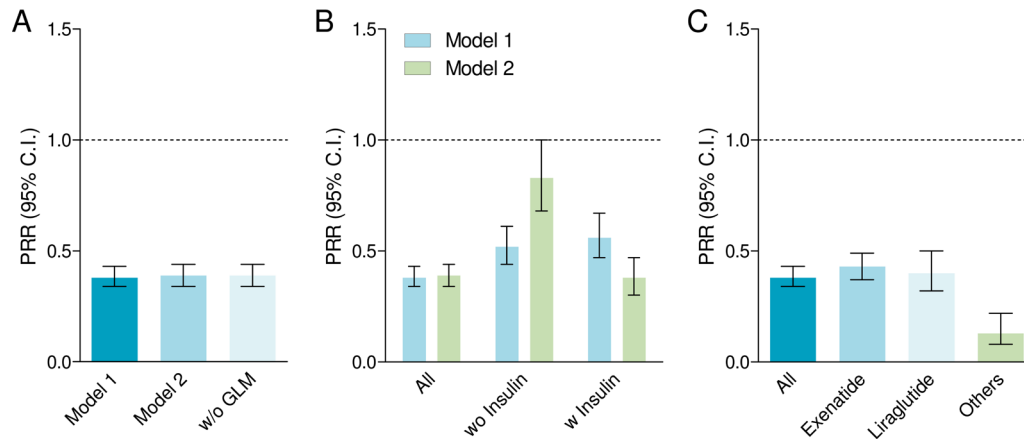 A
1.5
1.0
0.5
0.0
PRR (95% C.I.)
Model 1
Model 2
w/o GLM
B
1.5
1.0
0.5
0.0
PRR (95% C.I.)
Model 1
Model 2
All
wo Insulin
w Insulin
C
1.5
1.0
0.5
0.0
PRR (95% C.I.)
All
Exenatide
Liraglutide
Others